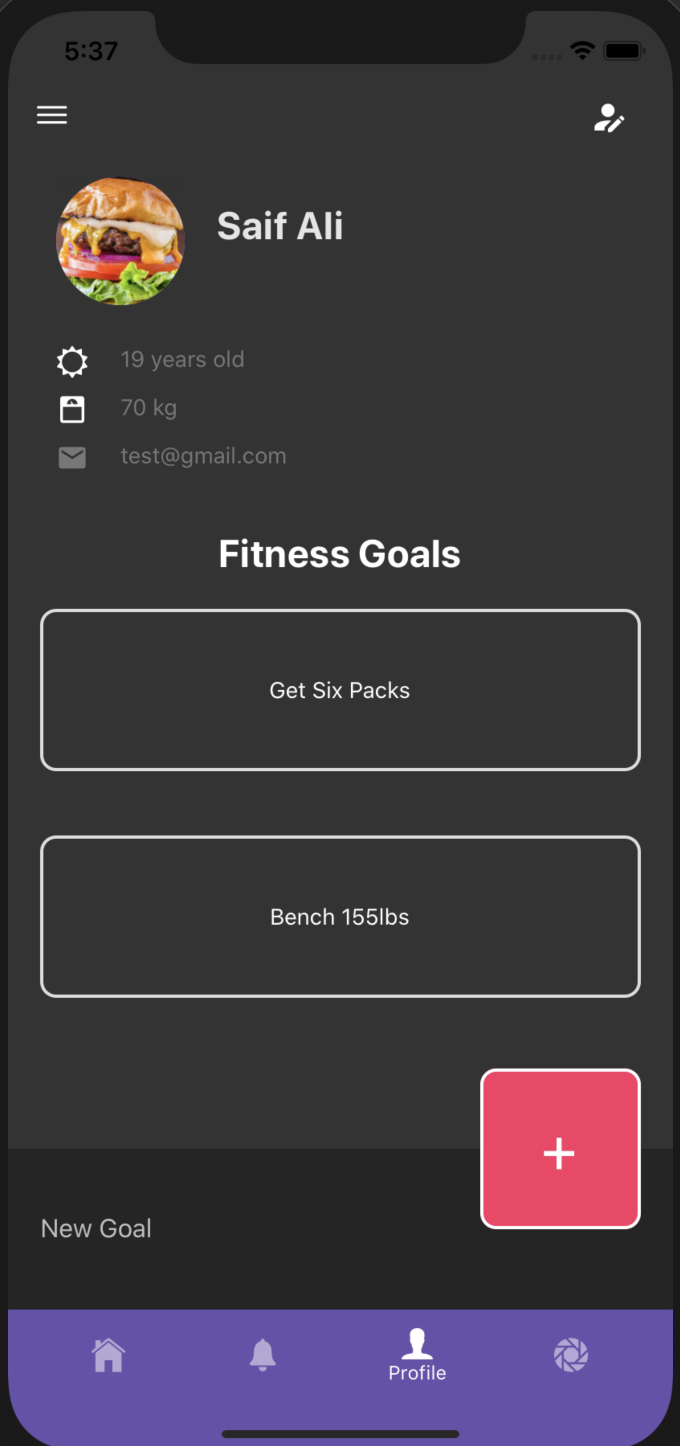 5:37
Saif Ali
19 years old
70 kg
test@gmail.com
Fitness Goals
Get Six Packs
Bench 155lbs
+
New Goal
Profile